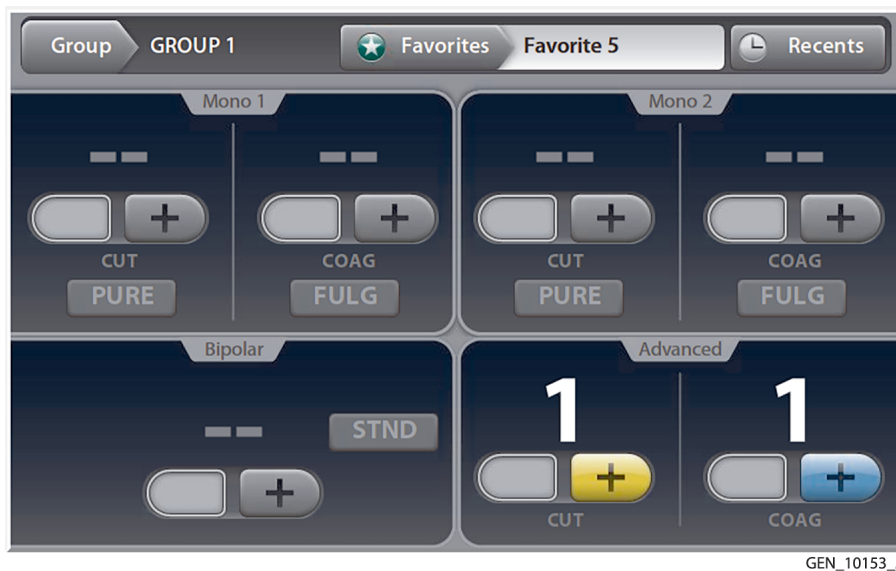 Group GROUP 1 Favorites Favorite 5 Recents
Mono 1 Mono 2
-- -- -- --
+ + + +
CUT COAG CUT COAG
PURE FULG PURE FULG
Bipolar Advanced
-- STND 1 1
+ + +
CUT COAG
GEN_10153_